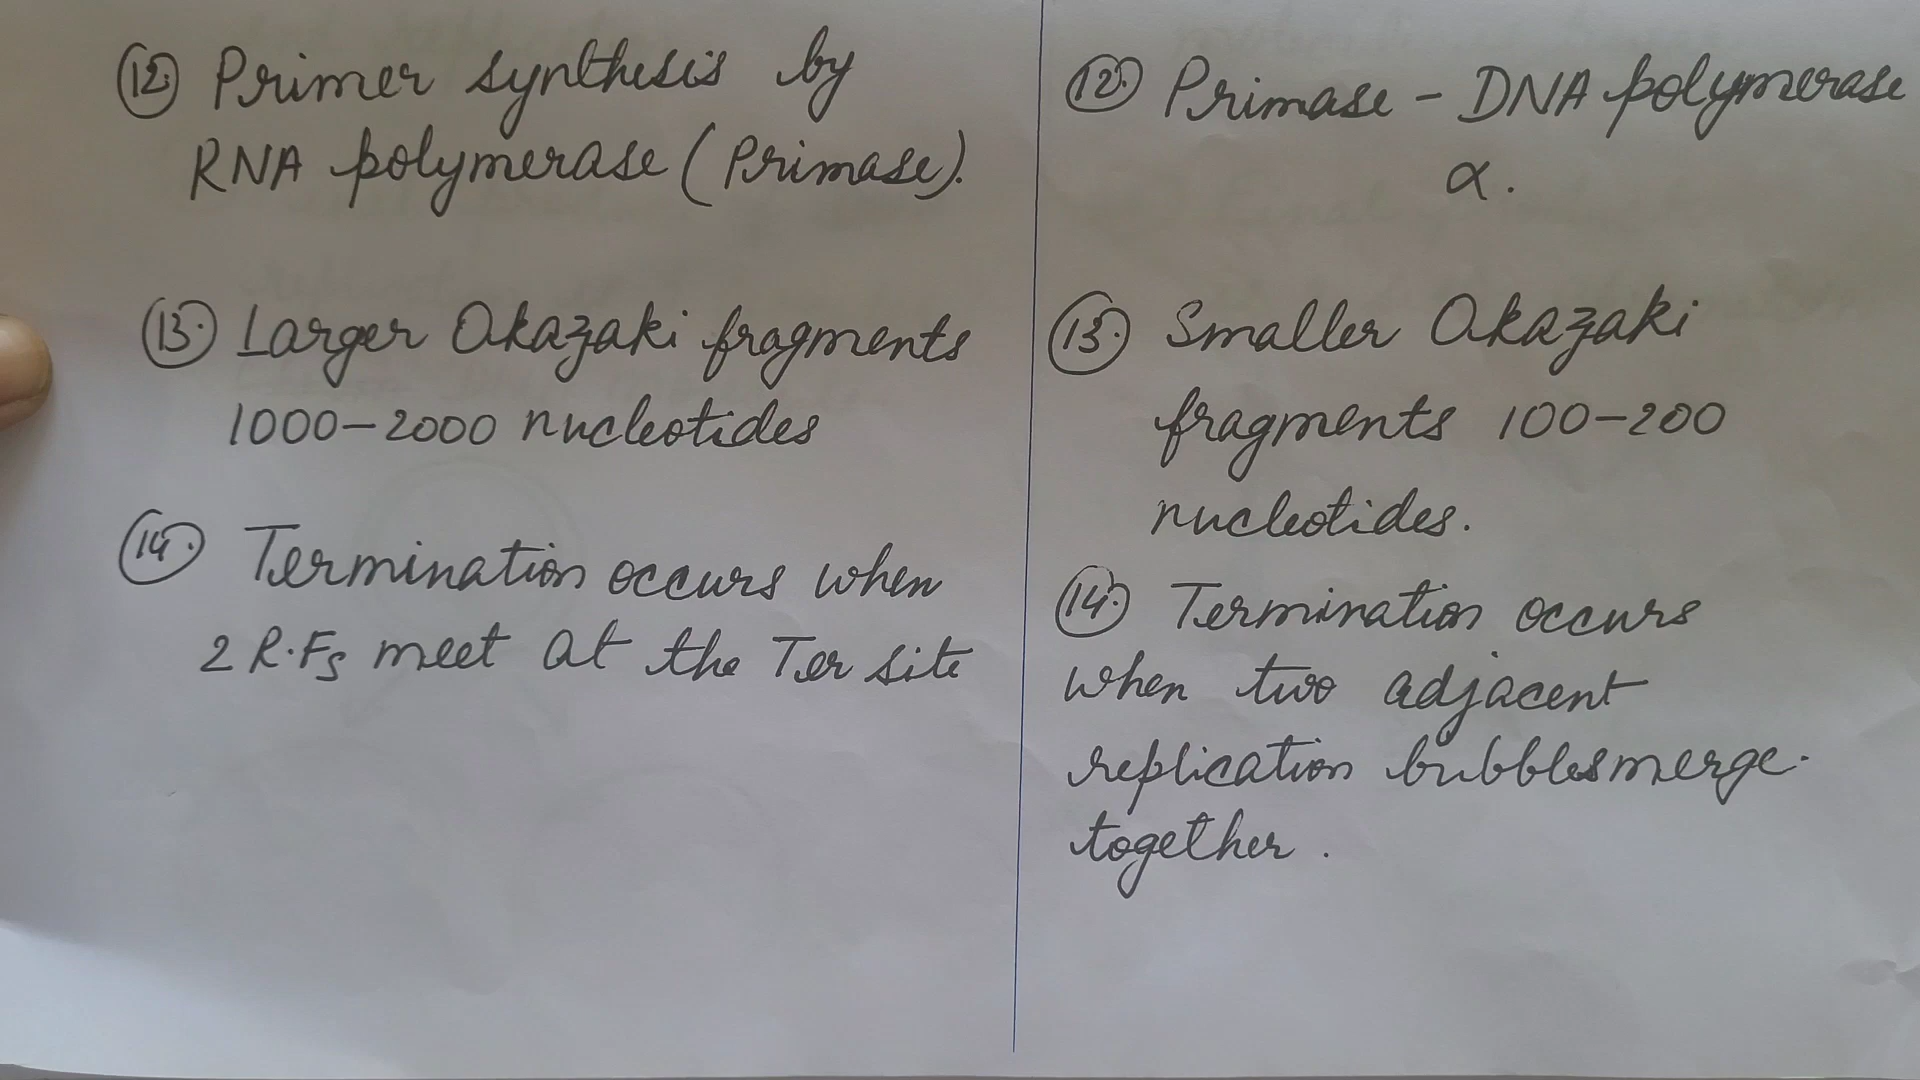 12. Primer synthesis by
RNA polymerase (Primase).
13. Larger Okazaki fragments
1000-2000 nucleotides
14. Termination occurs when
2 R.Fs meet at the Ter site
12. Primase - DNA polymerase
α.
13. Smaller Okazaki
fragments 100-200
nucleotides.
14. Termination occurs
when two adjacent
replication bubbles merge.
together.